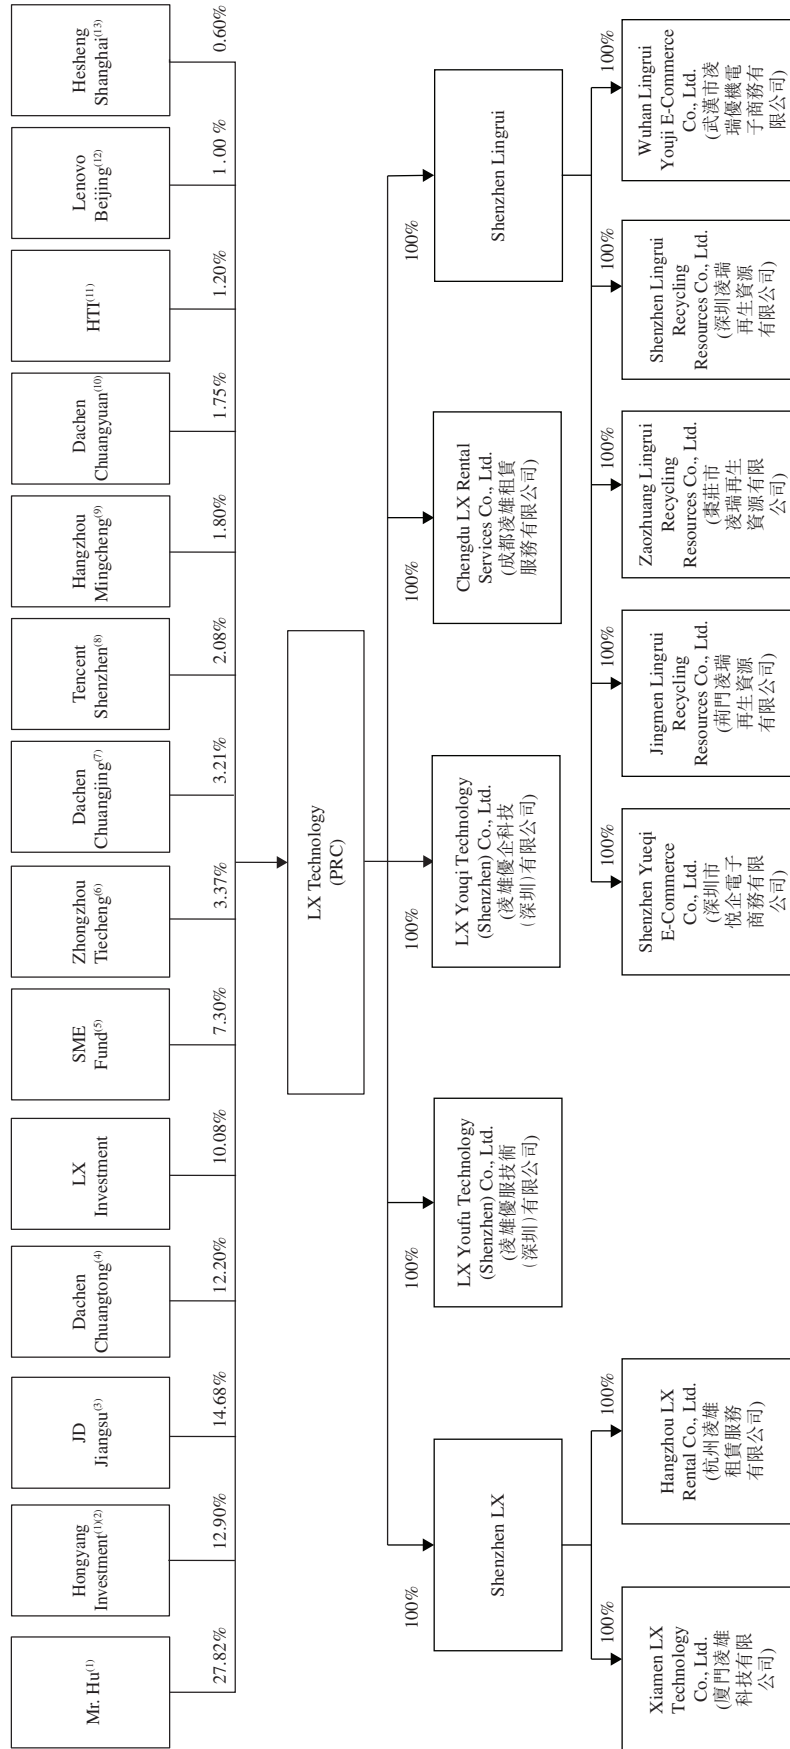 Mr. Hu(1)
Hongyang
Investment(1)(2)
JD
Jiangsu(3)
Dachen
Chuangtong(4)
LX
Investment
SME
Fund(5)
Zhongzhou
Tiecheng(6)
Dachen
Chuangjing(7)
Tencent
Shenzhen(8)
Hangzhou
Mingcheng(9)
Dachen
Chuangyuan(10)
HTI(11)
Lenovo
Beijing(12)
Hesheng
Shanghai(13)
27.82%
12.90%
14.68%
12.20%
10.08%
7.30%
3.37%
3.21%
2.08%
1.80%
1.75%
1.20%
1.00 %
0.60%
LX Technology
(PRC)
100%
100%
100%
100%
100%
Shenzhen LX
LX Youfu Technology
(Shenzhen) Co., Ltd.
(凌雄優服技術
(深圳)有限公司)
LX Youqi Technology
(Shenzhen) Co., Ltd.
(凌雄優企科技
(深圳)有限公司)
Chengdu LX Rental
Services Co., Ltd.
(成都凌雄租賃
服務有限公司)
Shenzhen Lingrui
100%
100%
100%
100%
100%
100%
100%
Xiamen LX
Technology
Co., Ltd.
(廈門凌雄
科技有限
公司)
Hangzhou LX
Rental Co., Ltd.
(杭州凌雄
租賃服務
有限公司)
Shenzhen Yueqi
E-Commerce
Co., Ltd.
(深圳市
悦企電子
商務有限
公司)
Jingmen Lingrui
Recycling
Resources Co., Ltd.
(荊門凌瑞
再生資源
有限公司)
Zaozhuang Lingrui
Recycling
Resources Co., Ltd.
(棗莊市
凌瑞再生
資源有限
公司)
Shenzhen Lingrui
Recycling
Resources Co., Ltd.
(深圳凌瑞
再生資源
有限公司)
Wuhan Lingrui
Youji E-Commerce
Co., Ltd.
(武漢市凌
瑞優機電
子商務有
限公司)